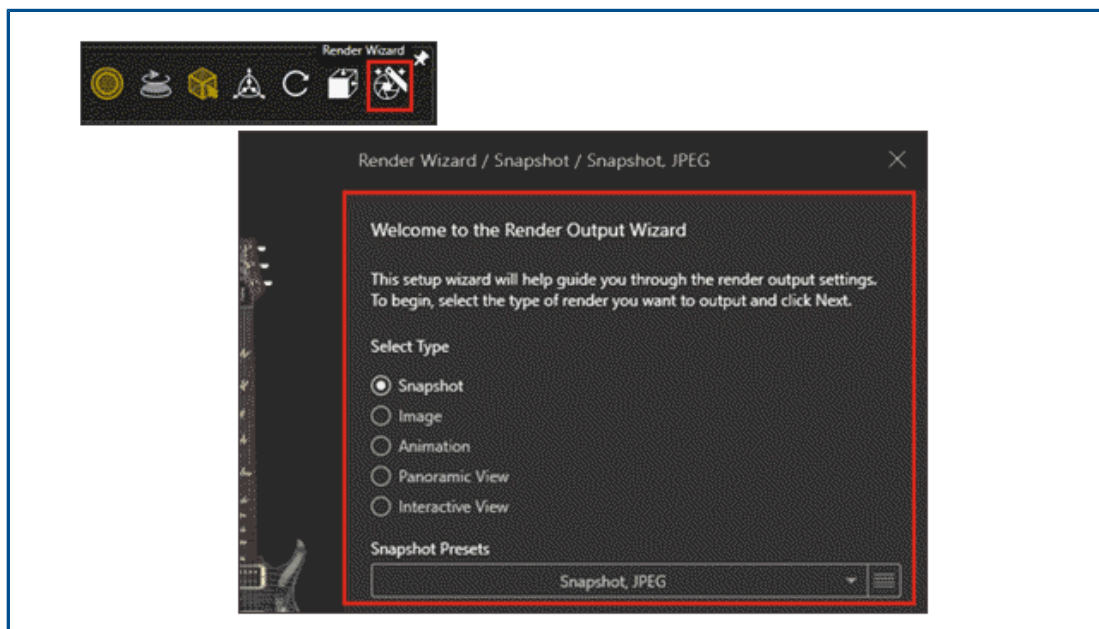 Render Wizard
Render Wizard / Snapshot / Snapshot, JPEG
Welcome to the Render Output Wizard
This setup wizard will help guide you through the render output settings.
To begin, select the type of render you want to output and click Next.
Select Type
Snapshot
Image
Animation
Panoramic View
Interactive View
Snapshot Presets
Snapshot, JPEG